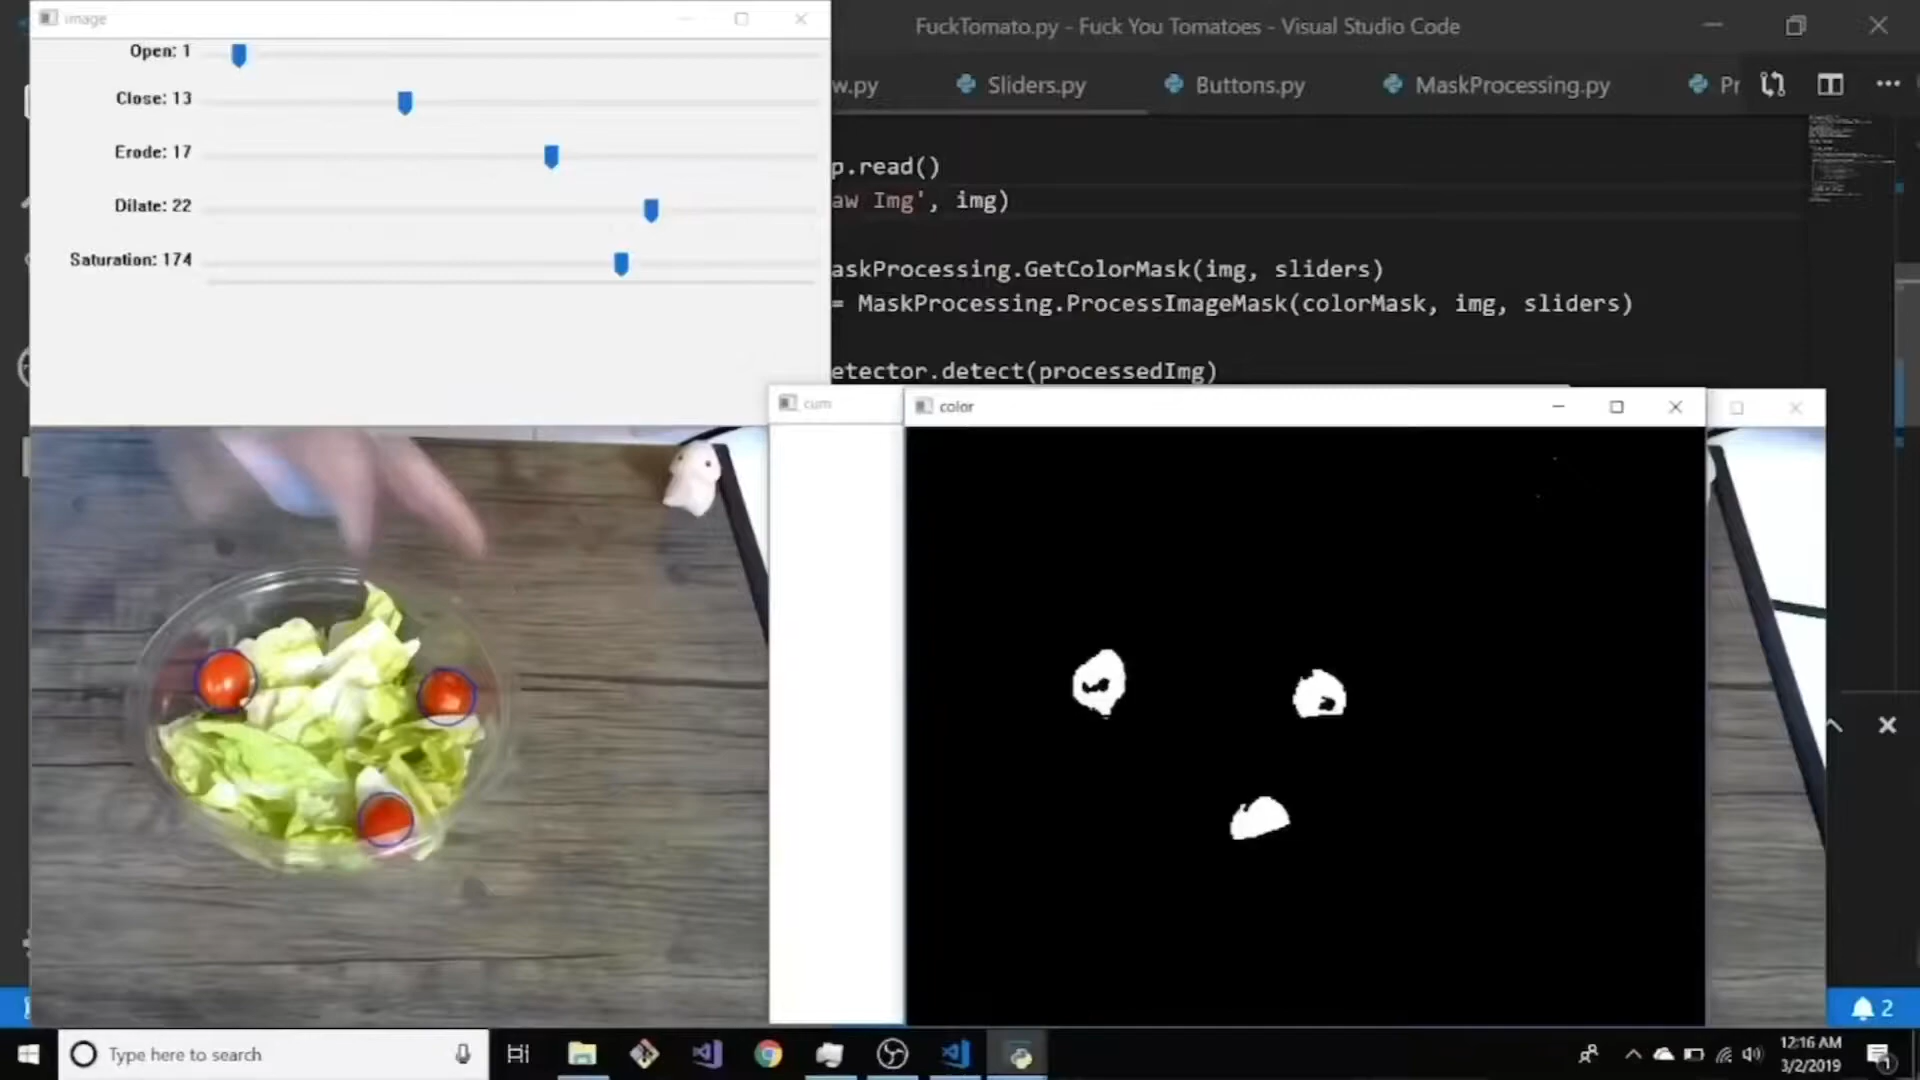 image
Open: 1
Close: 13
Erode: 17
Dilate: 22
Saturation: 174
FuckTomato.py - Fuck You Tomatoes - Visual Studio Code
w.py
Sliders.py
Buttons.py
MaskProcessing.py
Pr
p.read()
aw Img', img)
askProcessing.GetColorMask(img, sliders)
= MaskProcessing.ProcessImageMask(colorMask, img, sliders)
etector.detect(processedImg)
cum
color
2
Type here to search
12:16 AM
3/2/2019
1